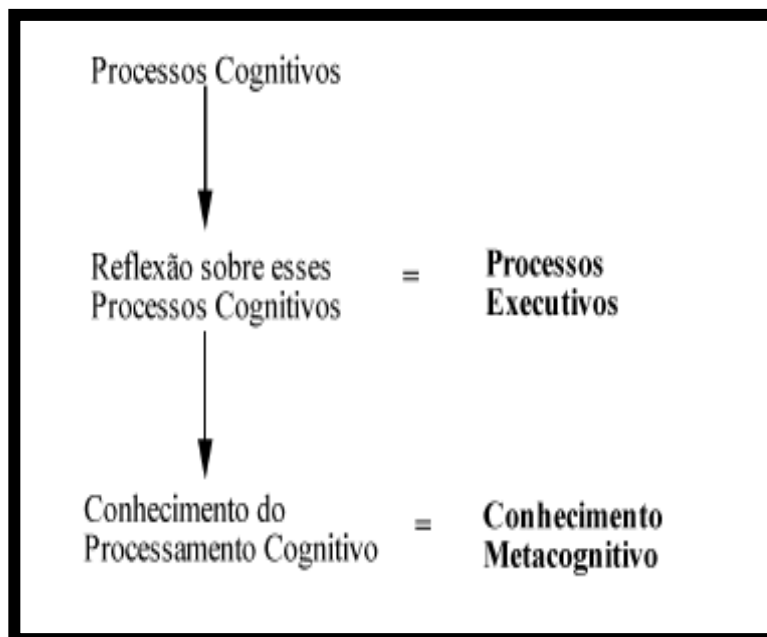 Processos Cognitivos
Reflexão sobre esses
Processos Cognitivos
=
Processos
Executivos
Conhecimento do
Processamento Cognitivo
=
Conhecimento
Metacognitivo